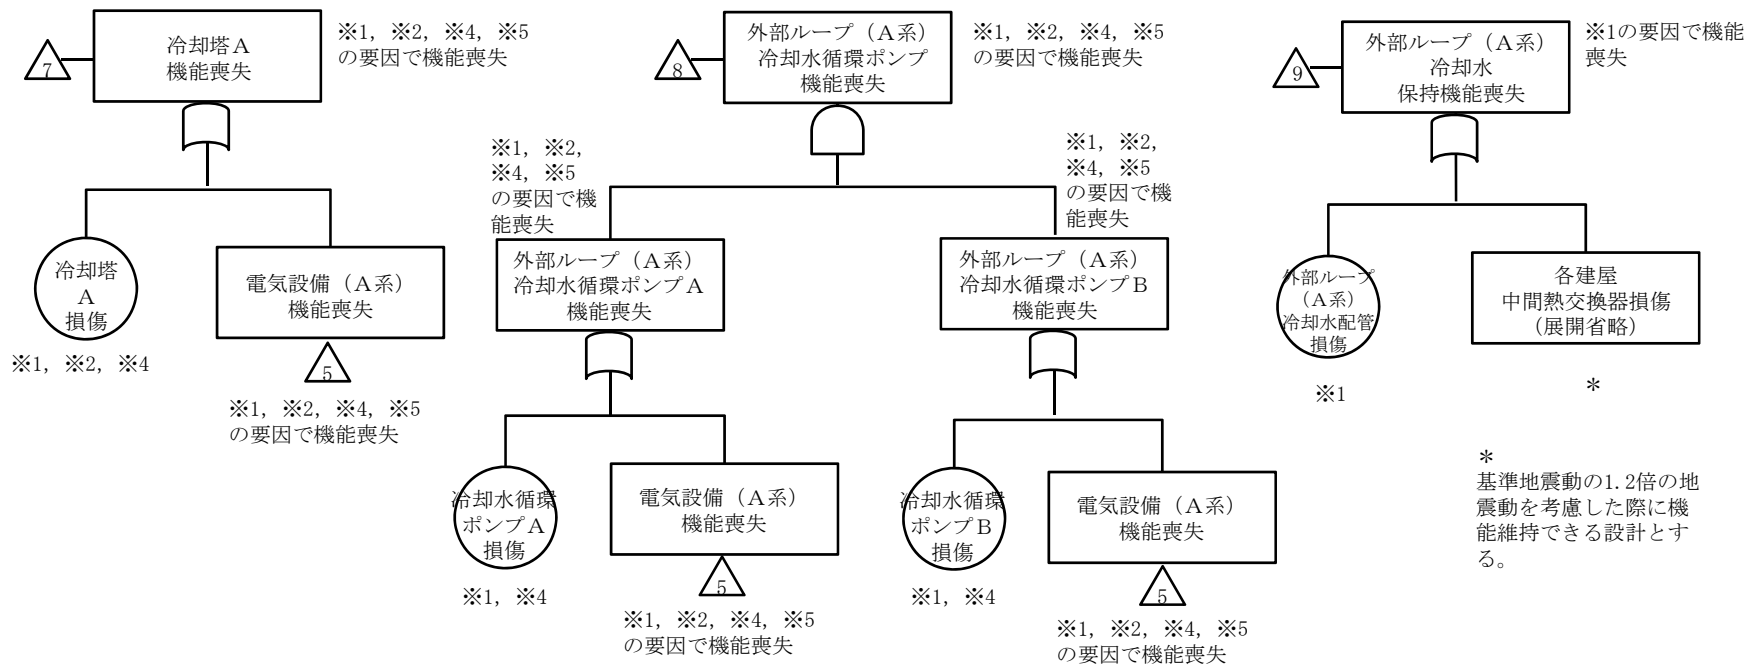 冷却塔Ａ
機能喪失
7
※1, ※2, ※4, ※5
の要因で機能喪失
冷却塔
Ａ
損傷
※1, ※2, ※4
電気設備（Ａ系）
機能喪失
5
※1, ※2, ※4, ※5
の要因で機能喪失
外部ループ（Ａ系）
冷却水循環ポンプ
機能喪失
8
※1, ※2, ※4, ※5
の要因で機能喪失
※1, ※2,
※4, ※5
の要因で機
能喪失
外部ループ（Ａ系）
冷却水循環ポンプＡ
機能喪失
冷却水循環
ポンプＡ
損傷
※1, ※4
電気設備（Ａ系）
機能喪失
5
※1, ※2, ※4, ※5
の要因で機能喪失
※1, ※2,
※4, ※5
の要因で機
能喪失
外部ループ（Ａ系）
冷却水循環ポンプＢ
機能喪失
冷却水循環
ポンプＢ
損傷
※1, ※4
電気設備（Ａ系）
機能喪失
5
※1, ※2, ※4, ※5
の要因で機能喪失
外部ループ（Ａ系）
冷却水
保持機能喪失
9
※1の要因で機能
喪失
外部ループ
（Ａ系）
冷却水配管
損傷
※1
各建屋
中間熱交換器損傷
（展開省略）
＊
＊
基準地震動の1.2倍の地
震動を考慮した際に機
能維持できる設計とす
る。